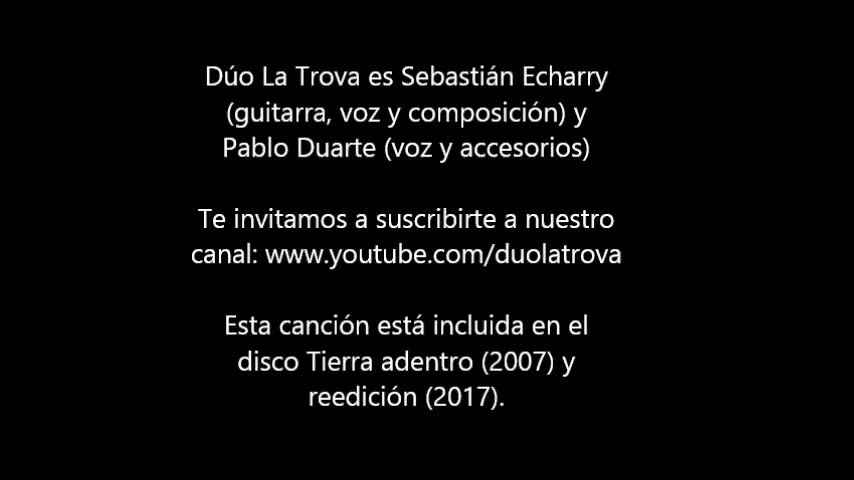 Dúo La Trova es Sebastián Echarry
(guitarra, voz y composición) y
Pablo Duarte (voz y accesorios)
Te invitamos a suscribirte a nuestro
canal: www.youtube.com/duolatrova
Esta canción está incluida en el
disco Tierra adentro (2007) y
reedición (2017).